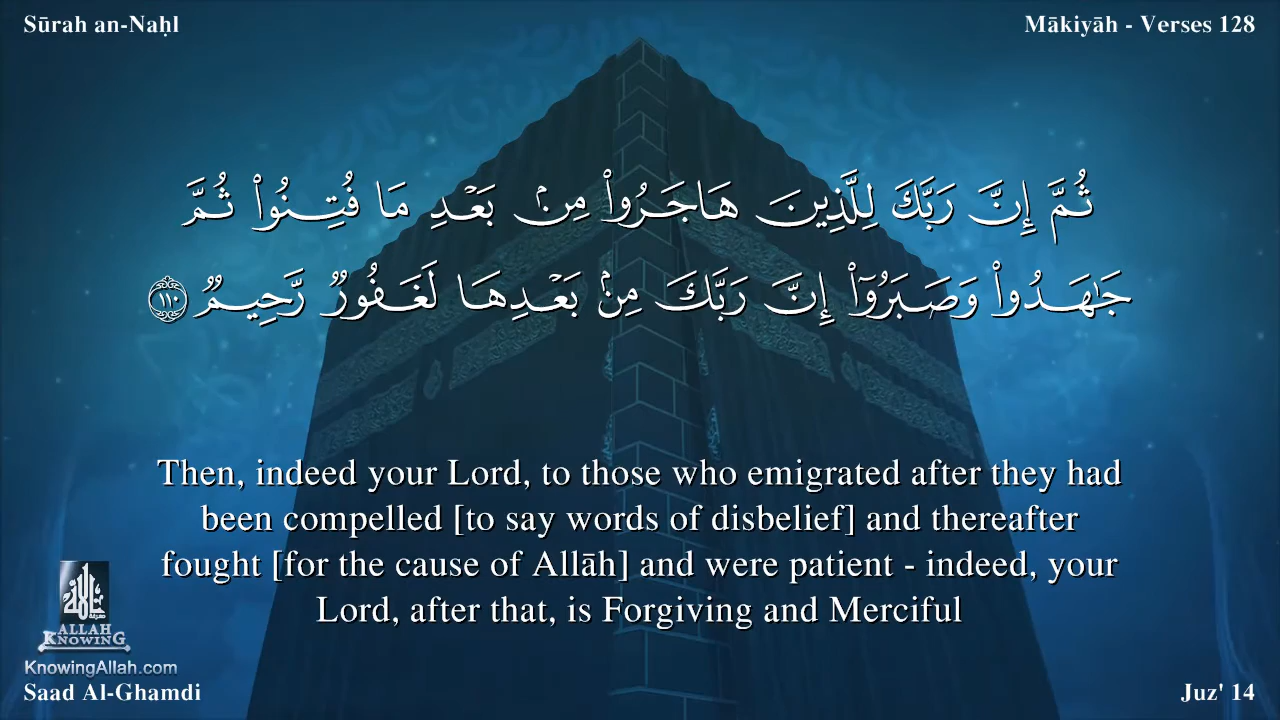 Sūrah an-Naḥl
Mākiyāh - Verses 128
ثُمَّ إِنَّ رَبَّكَ لِلَّذِينَ هَاجَرُوا۟ مِنۢ بَعْدِ مَا فُتِنُوا۟ ثُمَّ
جَـٰهَدُوا۟ وَصَبَرُوٓا۟ إِنَّ رَبَّكَ مِنۢ بَعْدِهَا لَغَفُورٌ رَّحِيمٌ ١١٠
Then, indeed your Lord, to those who emigrated after they had
been compelled [to say words of disbelief] and thereafter
fought [for the cause of Allāh] and were patient - indeed, your
Lord, after that, is Forgiving and Merciful
ALLAH
KNOWING
KnowingAllah.com
Saad Al-Ghamdi
Juz' 14